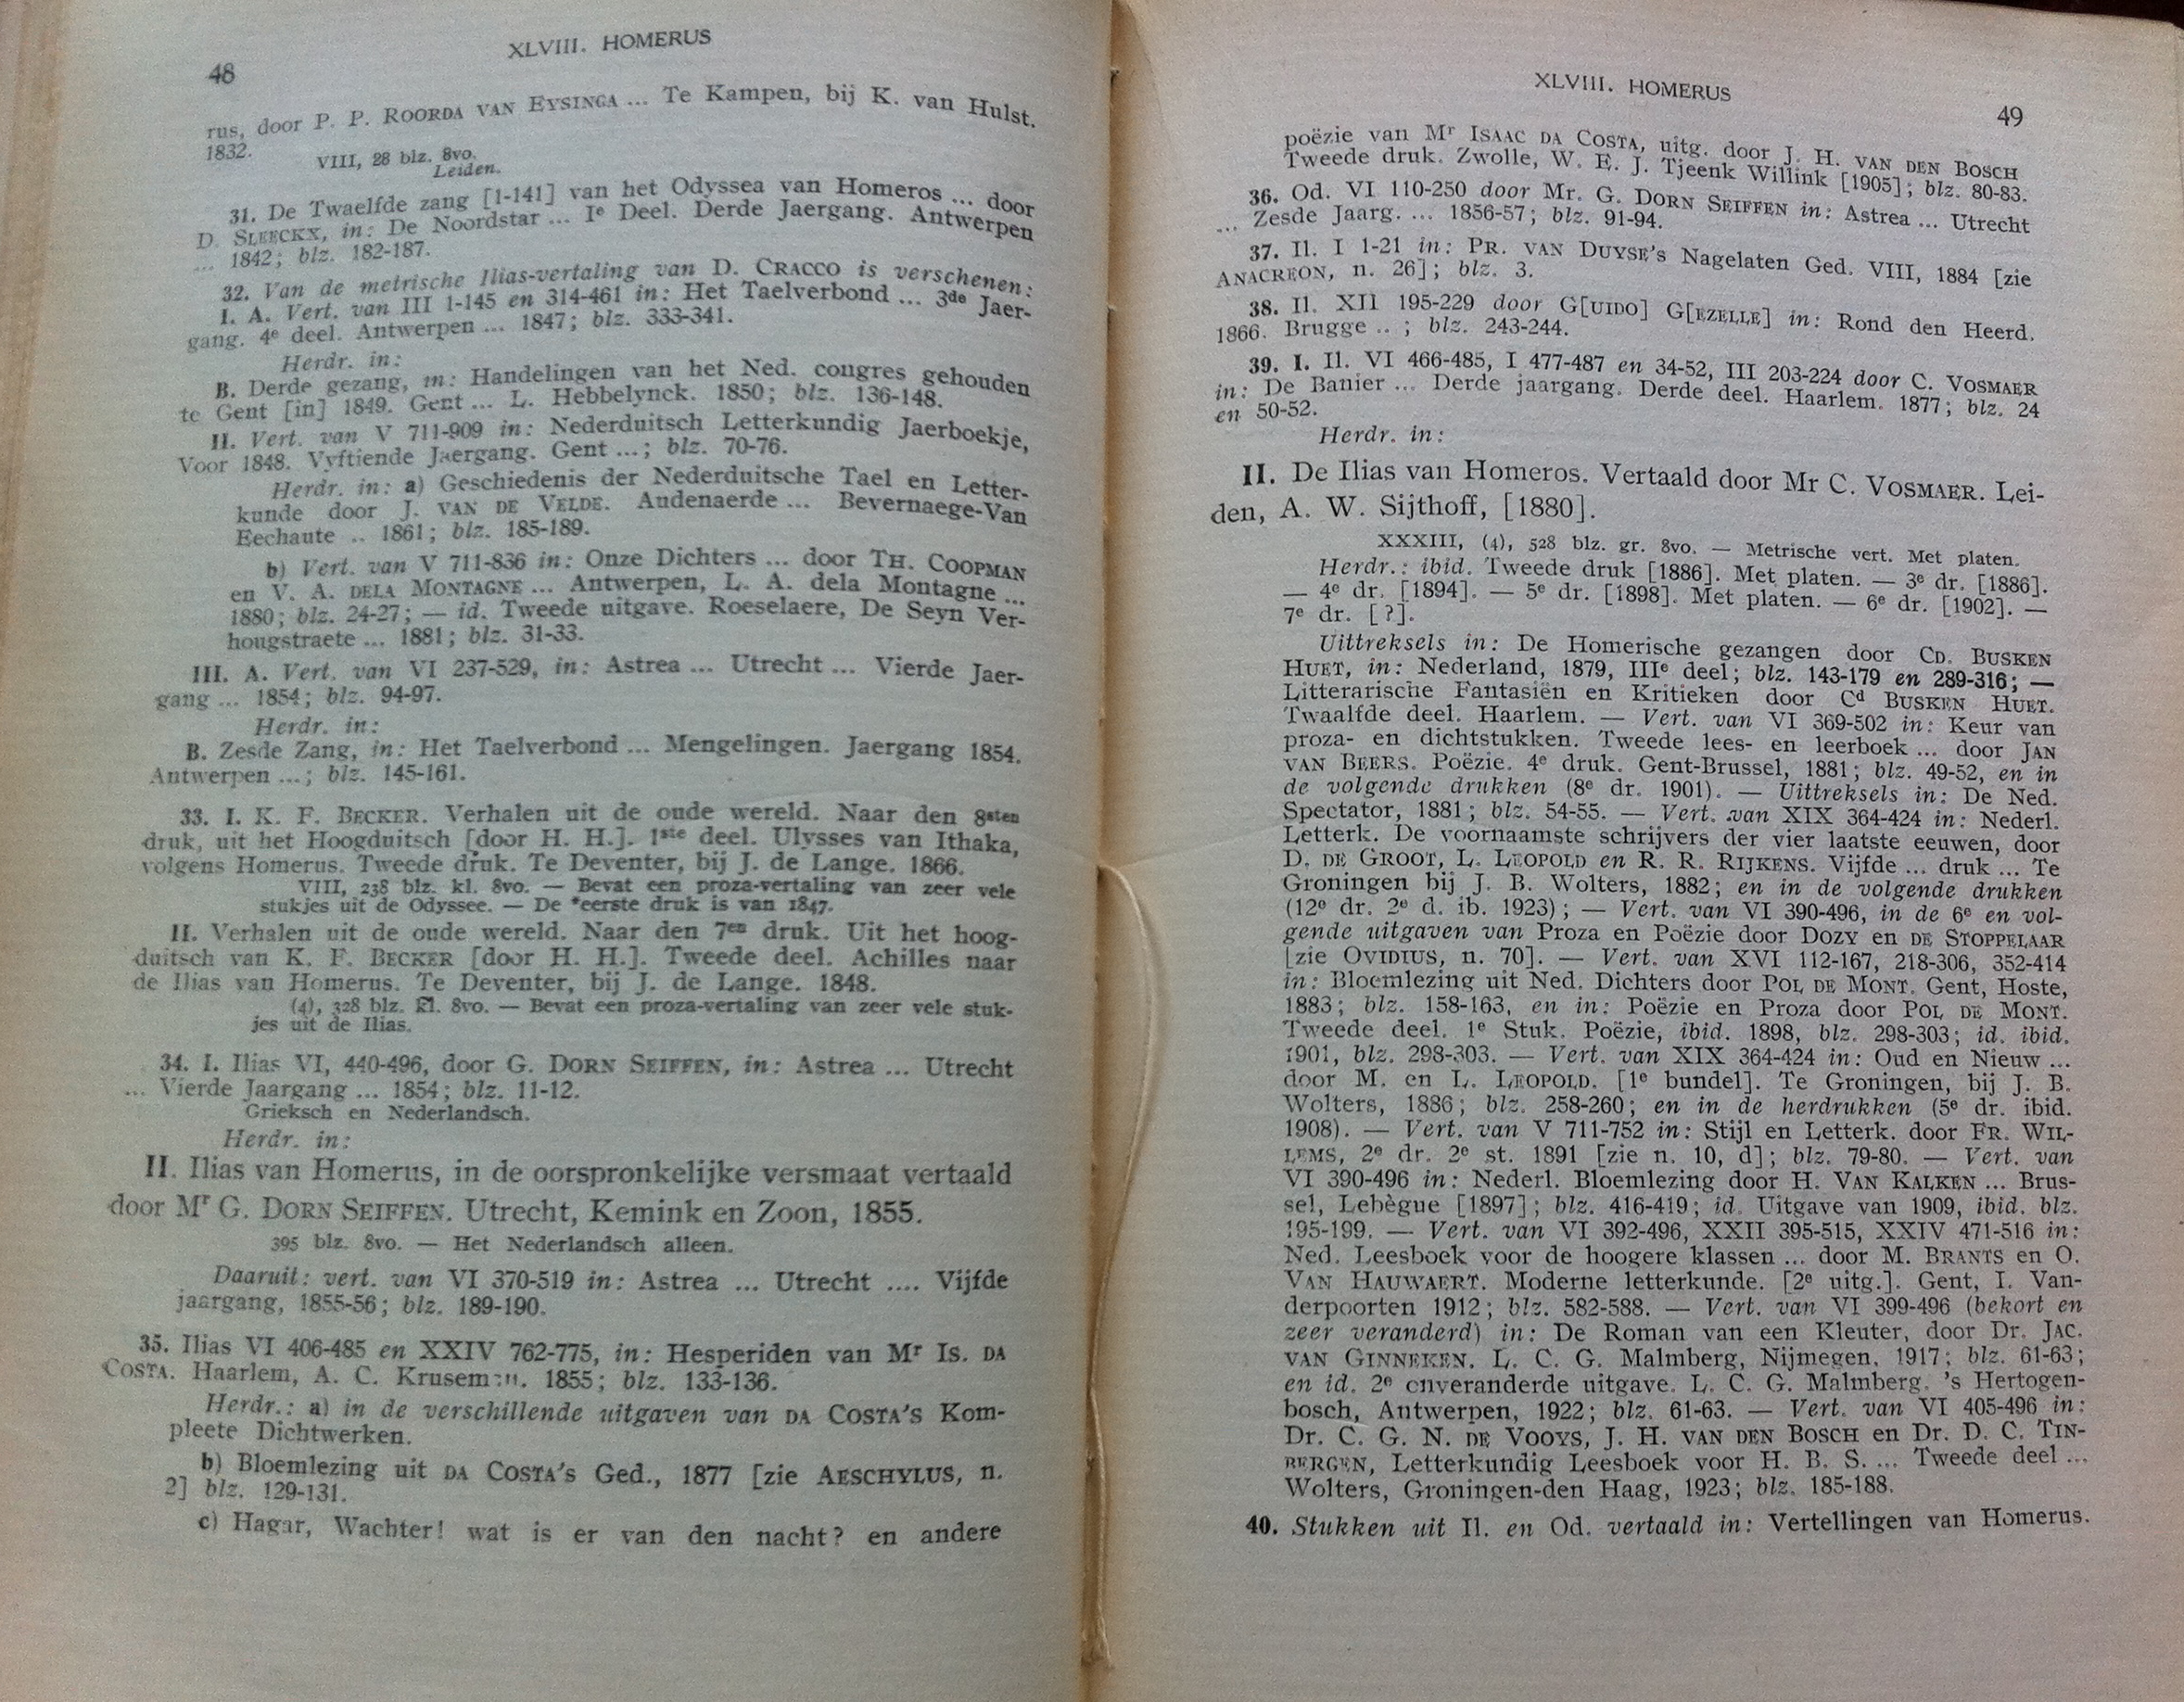 48
XLVIII. HOMERUS
rus, door P. P. ROORDA VAN EYSINGA ... Te Kampen, bij K. van Hulst.
1832.
VIII, 28 blz. 8vo.
Leiden.
31. De Twaelfde zang [1-141] van het Odyssea van Homeros ... door
D. SLEECKX, in: De Noordstar ... Iᵉ Deel. Derde Jaergang. Antwerpen
... 1842; blz. 182-187.
32. Van de metrische Ilias-vertaling van D. CRACCO is verschenen:
I. A. Vert. van III 1-145 en 314-461 in: Het Taelverbond ... 3de Jaer-
gang. 4e deel. Antwerpen ... 1847; blz. 333-341.
Herdr. in:
B. Derde gezang, in: Handelingen van het Ned. congres gehouden
te Gent [in] 1849. Gent ... L. Hebbelynck. 1850; blz. 136-148.
II. Vert. van V 711-909 in: Nederduitsch Letterkundig Jaerboekje,
Voor 1848. Vyftiende Jaergang. Gent ...; blz. 70-76.
Herdr. in: a) Geschiedenis der Nederduitsche Tael en Letter-
kunde door J. VAN DE VELDE. Audenaerde ... Bevernaege-Van
Eechaute .. 1861; blz. 185-189.
b) Vert. van V 711-836 in: Onze Dichters ... door TH. COOPMAN
en V. A. DELA MONTAGNE ... Antwerpen, L. A. dela Montagne ...
1880; blz. 24-27; — id. Tweede uitgave. Roeselaere, De Seyn Ver-
hougstraete ... 1881; blz. 31-33.
III. A. Vert. van VI 237-529, in: Astrea ... Utrecht ... Vierde Jaer-
gang ... 1854; blz. 94-97.
Herdr. in:
B. Zesde Zang, in: Het Taelverbond ... Mengelingen. Jaergang 1854.
Antwerpen ...; blz. 145-161.
33. I. K. F. BECKER. Verhalen uit de oude wereld. Naar den 8sten
druk, uit het Hoogduitsch [door H. H.]. 1ste deel. Ulysses van Ithaka,
volgens Homerus. Tweede druk. Te Deventer, bij J. de Lange. 1866.
VIII, 238 blz. kl. 8vo. — Bevat een proza-vertaling van zeer vele
stukjes uit de Odyssee. — De *eerste druk is van 1847.
II. Verhalen uit de oude wereld. Naar den 7en druk. Uit het hoog-
duitsch van K. F. BECKER [door H. H.]. Tweede deel. Achilles naar
de Ilias van Homerus. Te Deventer, bij J. de Lange. 1848.
(4), 328 blz. kl. 8vo. — Bevat een proza-vertaling van zeer vele stuk-
jes uit de Ilias.
34. I. Ilias VI, 440-496, door G. DORN SEIFFEN, in: Astrea ... Utrecht
... Vierde Jaargang ... 1854; blz. 11-12.
Grieksch en Nederlandsch.
Herdr. in:
II. Ilias van Homerus, in de oorspronkelijke versmaat vertaald
door Mr G. DORN SEIFFEN. Utrecht, Kemink en Zoon, 1855.
395 blz. 8vo. — Het Nederlandsch alleen.
Daaruit: vert. van VI 370-519 in: Astrea ... Utrecht .... Vijfde
jaargang, 1855-56; blz. 189-190.
35. Ilias VI 406-485 en XXIV 762-775, in: Hesperiden van Mr Is. DA
COSTA. Haarlem, A. C. Kruseman. 1855; blz. 133-136.
Herdr.: a) in de verschillende uitgaven van DA COSTA's Kom-
pleete Dichtwerken.
b) Bloemlezing uit DA COSTA's Ged., 1877 [zie AESCHYLUS, n.
2] blz. 129-131.
c) Hagar, Wachter! wat is er van den nacht? en andere
XLVIII. HOMERUS
49
poëzie van Mr ISAAC DA COSTA, uitg. door J. H. VAN DEN BOSCH
Tweede druk. Zwolle, W. E. J. Tjeenk Willink [1905]; blz. 80-83.
36. Od. VI 110-250 door Mr. G. DORN SEIFFEN in: Astrea ... Utrecht
... Zesde Jaarg. ... 1856-57; blz. 91-94.
37. Il. I 1-21 in: PR. VAN DUYSE's Nagelaten Ged. VIII, 1884 [zie
ANACREON, n. 26]; blz. 3.
38. Il. XII 195-229 door G[UIDO] G[EZELLE] in: Rond den Heerd.
1866. Brugge .. ; blz. 243-244.
39. I. Il. VI 466-485, I 477-487 en 34-52, III 203-224 door C. VOSMAER
in: De Banier ... Derde jaargang. Derde deel. Haarlem. 1877; blz. 24
en 50-52.
Herdr. in:
II. De Ilias van Homeros. Vertaald door Mr C. VOSMAER. Lei-
den, A. W. Sijthoff, [1880].
XXXIII, (4), 528 blz. gr. 8vo. — Metrische vert. Met platen.
Herdr.: ibid. Tweede druk [1886]. Met platen. — 3e dr. [1886].
— 4e dr. [1894]. — 5e dr. [1898]. Met platen. — 6e dr. [1902]. —
7e dr. [?].
Uittreksels in: De Homerische gezangen door CD. BUSKEN
HUET, in: Nederland, 1879, IIIe deel; blz. 143-179 en 289-316; —
Litterarische Fantasiën en Kritieken door Cd BUSKEN HUET.
Twaalfde deel. Haarlem. — Vert. van VI 369-502 in: Keur van
proza- en dichtstukken. Tweede lees- en leerboek ... door JAN
VAN BEERS. Poëzie. 4e druk. Gent-Brussel, 1881; blz. 49-52, en in
de volgende drukken (8e dr. 1901). — Uittreksels in: De Ned.
Spectator, 1881; blz. 54-55. — Vert. van XIX 364-424 in: Nederl.
Letterk. De voornaamste schrijvers der vier laatste eeuwen, door
D. DE GROOT, L. LEOPOLD en R. R. RIJKENS. Vijfde ... druk ... Te
Groningen bij J. B. Wolters, 1882; en in de volgende drukken
(12e dr. 2e d. ib. 1923); — Vert. van VI 390-496, in de 6e en vol-
gende uitgaven van Proza en Poëzie door DOZY en DE STOPPELAAR
[zie OVIDIUS, n. 70]. — Vert. van XVI 112-167, 218-306, 352-414
in: Bloemlezing uit Ned. Dichters door POL DE MONT. Gent, Hoste,
1883; blz. 158-163, en in: Poëzie en Proza door POL DE MONT.
Tweede deel. 1e Stuk. Poëzie, ibid. 1898, blz. 298-303; id. ibid.
1901, blz. 298-303. — Vert. van XIX 364-424 in: Oud en Nieuw ...
door M. en L. LEOPOLD. [1e bundel]. Te Groningen, bij J. B.
Wolters, 1886; blz. 258-260; en in de herdrukken (5e dr. ibid.
1908). — Vert. van V 711-752 in: Stijl en Letterk. door FR. WIL-
LEMS, 2e dr. 2e st. 1891 [zie n. 10, d]; blz. 79-80. — Vert. van
VI 390-496 in: Nederl. Bloemlezing door H. VAN KALKEN ... Brus-
sel, Lebègue [1897]; blz. 416-419; id. Uitgave van 1909, ibid. blz.
195-199. — Vert. van VI 392-496, XXII 395-515, XXIV 471-516 in:
Ned. Leesboek voor de hoogere klassen ... door M. BRANTS en O.
VAN HAUWAERT. Moderne letterkunde. [2e uitg.]. Gent, I. Van-
derpoorten 1912; blz. 582-588. — Vert. van VI 399-496 (bekort en
zeer veranderd) in: De Roman van een Kleuter, door Dr. JAC.
VAN GINNEKEN. L. C. G. Malmberg, Nijmegen, 1917; blz. 61-63;
en id. 2e onveranderde uitgave. L. C. G. Malmberg. 's Hertogen-
bosch, Antwerpen, 1922; blz. 61-63. — Vert. van VI 405-496 in:
Dr. C. G. N. DE VOOYS, J. H. VAN DEN BOSCH en Dr. D. C. TIN-
BERGEN, Letterkundig Leesboek voor H. B. S. ... Tweede deel ...
Wolters, Groningen-den Haag, 1923; blz. 185-188.
40. Stukken uit Il. en Od. vertaald in: Vertellingen van Homerus.